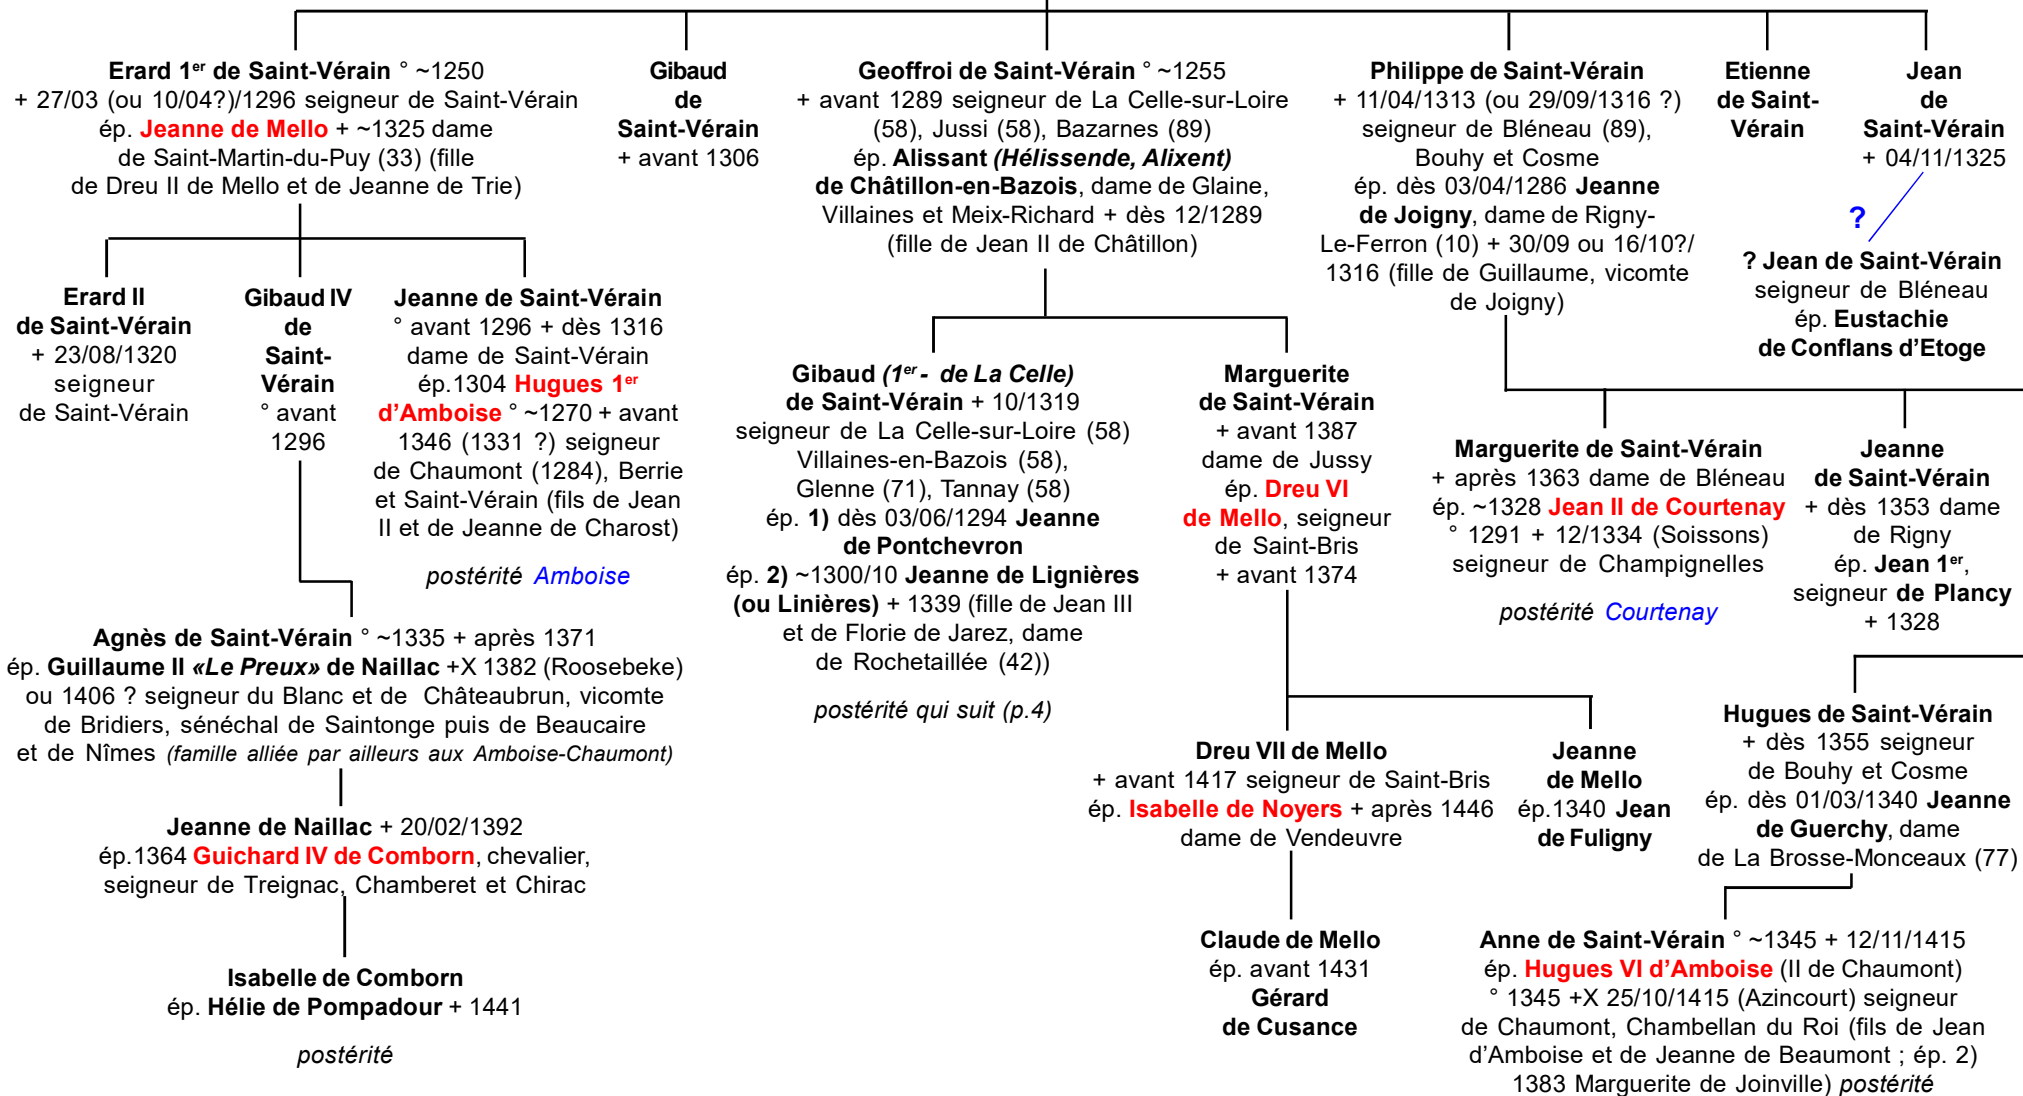 Erard 1er de Saint-Vérain ° ~1250
+ 27/03 (ou 10/04?)/1296 seigneur de Saint-Vérain
ép. Jeanne de Mello + ~1325 dame
de Saint-Martin-du-Puy (33) (fille
de Dreu II de Mello et de Jeanne de Trie)
Gibaud
de
Saint-Vérain
+ avant 1306
Geoffroi de Saint-Vérain ° ~1255
+ avant 1289 seigneur de La Celle-sur-Loire
(58), Jussi (58), Bazarnes (89)
ép. Alissant (Hélissende, Alixent)
de Châtillon-en-Bazois, dame de Glaine,
Villaines et Meix-Richard + dès 12/1289
(fille de Jean II de Châtillon)
Philippe de Saint-Vérain
+ 11/04/1313 (ou 29/09/1316 ?)
seigneur de Bléneau (89),
Bouhy et Cosme
ép. dès 03/04/1286 Jeanne
de Joigny, dame de Rigny-
Le-Ferron (10) + 30/09 ou 16/10?/
1316 (fille de Guillaume, vicomte
de Joigny)
Etienne
de Saint-
Vérain
Jean
de
Saint-Vérain
+ 04/11/1325
?
? Jean de Saint-Vérain
seigneur de Bléneau
ép. Eustachie
de Conflans d'Etoge
Erard II
de Saint-Vérain
+ 23/08/1320
seigneur
de Saint-Vérain
Gibaud IV
de
Saint-
Vérain
° avant
1296
Jeanne de Saint-Vérain
° avant 1296 + dès 1316
dame de Saint-Vérain
ép.1304 Hugues 1er
d'Amboise ° ~1270 + avant
1346 (1331 ?) seigneur
de Chaumont (1284), Berrie
et Saint-Vérain (fils de Jean
II et de Jeanne de Charost)
postérité Amboise
Gibaud (1er - de La Celle)
de Saint-Vérain + 10/1319
seigneur de La Celle-sur-Loire (58)
Villaines-en-Bazois (58),
Glenne (71), Tannay (58)
ép. 1) dès 03/06/1294 Jeanne
de Pontchevron
ép. 2) ~1300/10 Jeanne de Lignières
(ou Linières) + 1339 (fille de Jean III
et de Florie de Jarez, dame
de Rochetaillée (42))
postérité qui suit (p.4)
Marguerite
de Saint-Vérain
+ avant 1387
dame de Jussy
ép. Dreu VI
de Mello, seigneur
de Saint-Bris
+ avant 1374
Marguerite de Saint-Vérain
+ après 1363 dame de Bléneau
ép. ~1328 Jean II de Courtenay
° 1291 + 12/1334 (Soissons)
seigneur de Champignelles
postérité Courtenay
Jeanne
de Saint-Vérain
+ dès 1353 dame
de Rigny
ép. Jean 1er,
seigneur de Plancy
+ 1328
Agnès de Saint-Vérain ° ~1335 + après 1371
ép. Guillaume II «Le Preux» de Naillac +X 1382 (Roosebeke)
ou 1406 ? seigneur du Blanc et de Châteaubrun, vicomte
de Bridiers, sénéchal de Saintonge puis de Beaucaire
et de Nîmes (famille alliée par ailleurs aux Amboise-Chaumont)
Jeanne de Naillac + 20/02/1392
ép.1364 Guichard IV de Comborn, chevalier,
seigneur de Treignac, Chamberet et Chirac
Isabelle de Comborn
ép. Hélie de Pompadour + 1441
postérité
Dreu VII de Mello
+ avant 1417 seigneur de Saint-Bris
ép. Isabelle de Noyers + après 1446
dame de Vendeuvre
Jeanne
de Mello
ép.1340 Jean
de Fuligny
Claude de Mello
ép. avant 1431
Gérard
de Cusance
Hugues de Saint-Vérain
+ dès 1355 seigneur
de Bouhy et Cosme
ép. dès 01/03/1340 Jeanne
de Guerchy, dame
de La Brosse-Monceaux (77)
Anne de Saint-Vérain ° ~1345 + 12/11/1415
ép. Hugues VI d'Amboise (II de Chaumont)
° 1345 +X 25/10/1415 (Azincourt) seigneur
de Chaumont, Chambellan du Roi (fils de Jean
d'Amboise et de Jeanne de Beaumont ; ép. 2)
1383 Marguerite de Joinville) postérité